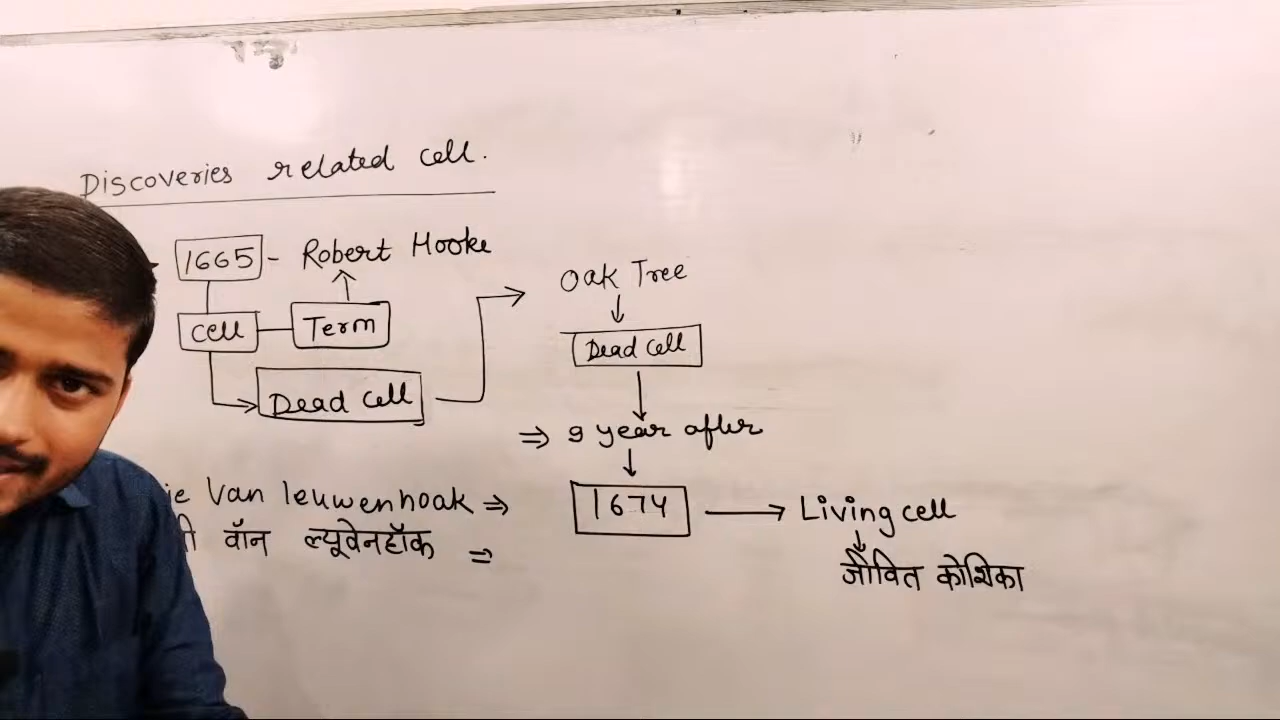 Discoveries related cell.
1665 - Robert Hooke
cell Term
Dead cell
Oak Tree
Dead cell
⇒ 9 year after
1674 → Living cell
जीवित कोशिका
Van leuwenhoak ⇒
वॉन ल्यूवेनहॉक ⇒